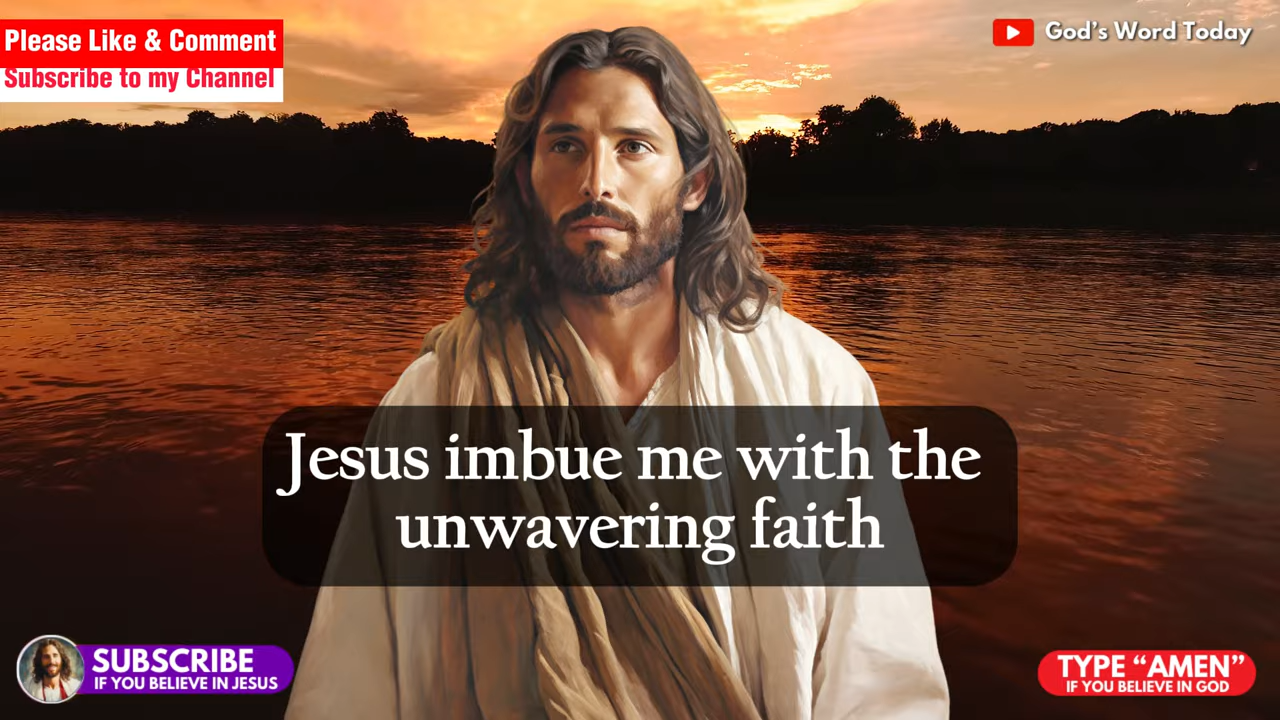 Please Like & Comment
Subscribe to my Channel
God's Word Today
Jesus imbue me with the
unwavering faith
SUBSCRIBE
IF YOU BELIEVE IN JESUS
TYPE “AMEN”
IF YOU BELIEVE IN GOD